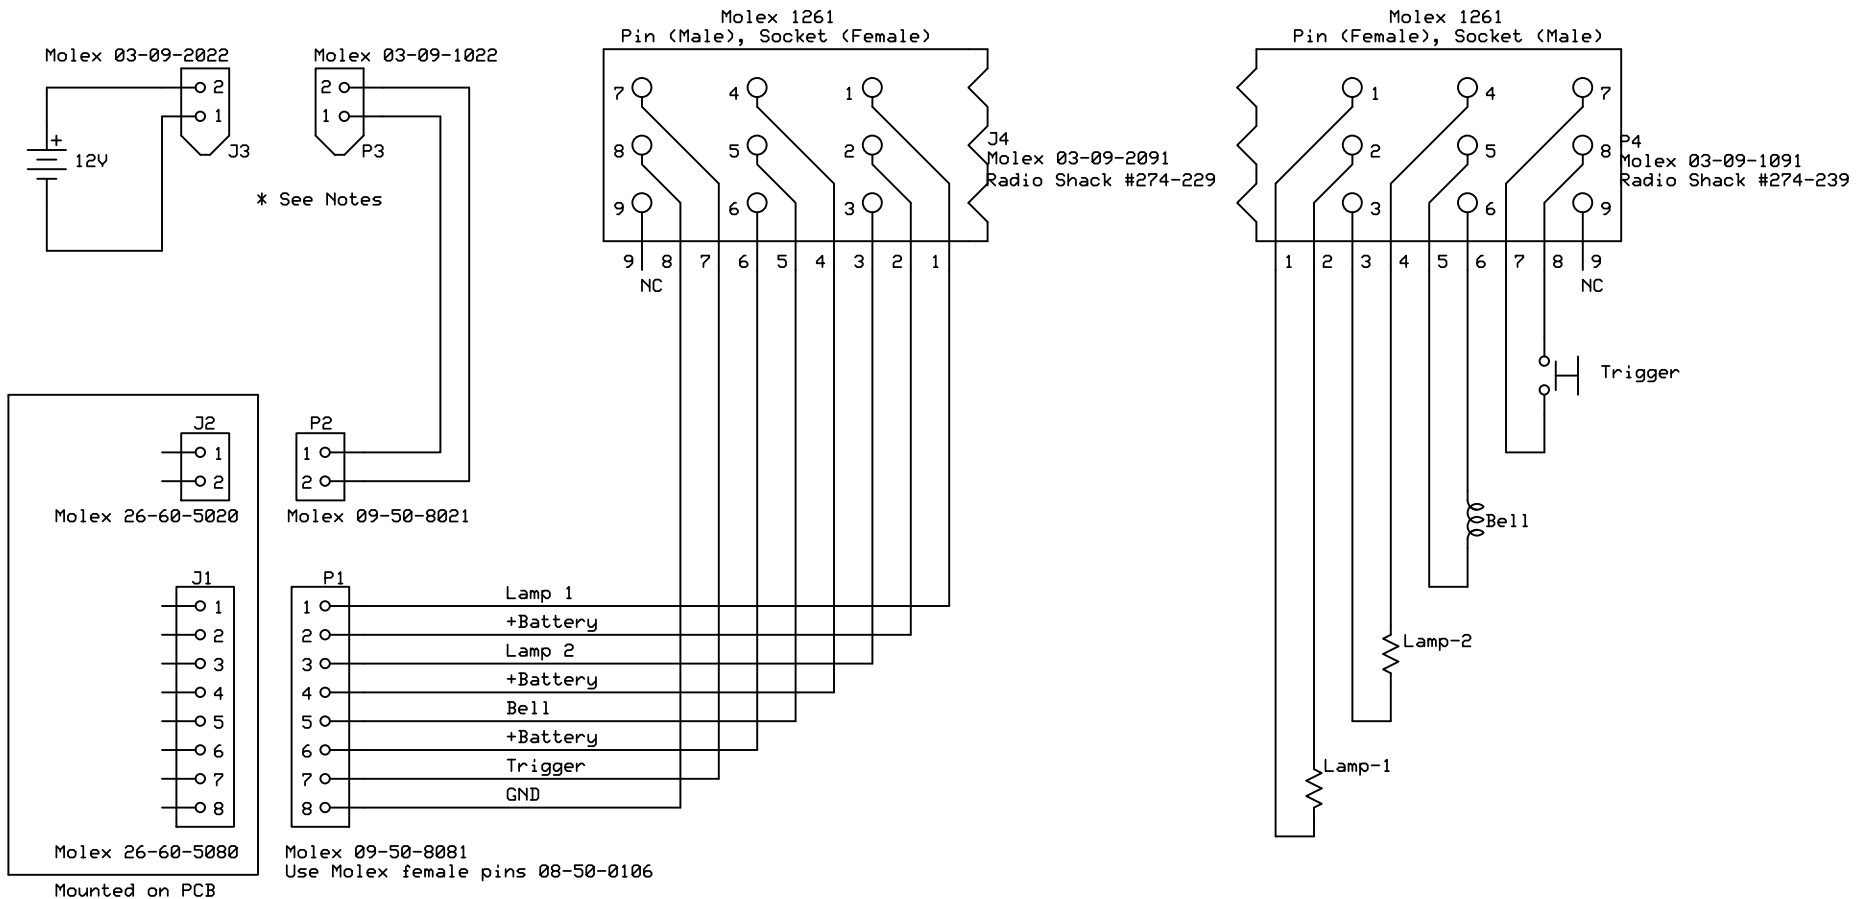 Molex 03-09-2022
2
1
J3
+
12V
Molex 03-09-1022
2
1
P3
* See Notes
Molex 1261
Pin (Male), Socket (Female)
7 4 1
8 5 2
9 6 3
J4
Molex 03-09-2091
Radio Shack #274-229
9 8 7 6 5 4 3 2 1
NC
Molex 1261
Pin (Female), Socket (Male)
1 4 7
2 5 8
3 6 9
P4
Molex 03-09-1091
Radio Shack #274-239
1 2 3 4 5 6 7 8 9
NC
Trigger
Bell
Lamp-2
Lamp-1
J2
1
2
Molex 26-60-5020
P2
1
2
Molex 09-50-8021
J1
1
2
3
4
5
6
7
8
Molex 26-60-5080
Mounted on PCB
P1
1 Lamp 1
2 +Battery
3 Lamp 2
4 +Battery
5 Bell
6 +Battery
7 Trigger
8 GND
Molex 09-50-8081
Use Molex female pins 08-50-0106